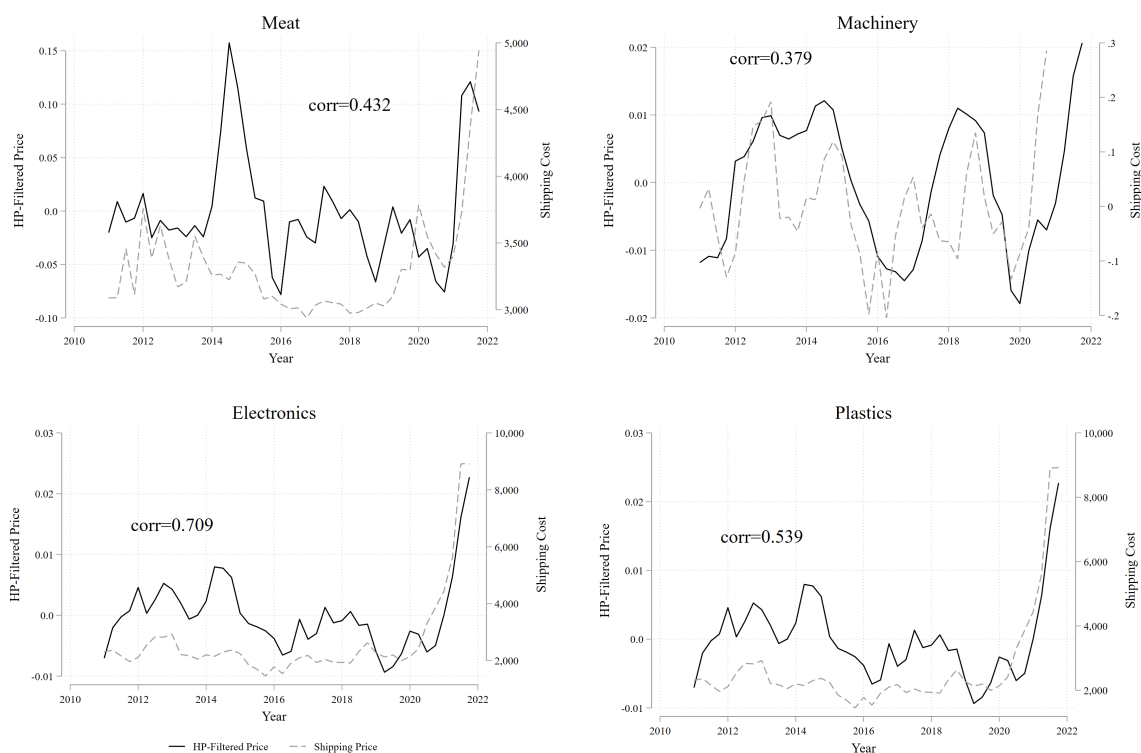 Meat
corr=0.432
HP-Filtered Price
0.15
0.10
0.05
0.0
-0.05
-0.10
Shipping Cost
5,000
4,500
4,000
3,500
3,000
2010 2012 2014 2016 2018 2020 2022
Year
Machinery
corr=0.379
HP-Filtered Price
0.02
0.01
0.0
-0.01
-0.02
Shipping Cost
.3
.2
.1
0
-.1
-.2
2010 2012 2014 2016 2018 2020 2022
Year
Electronics
corr=0.709
HP-Filtered Price
0.03
0.02
0.01
0.0
-0.01
Shipping Cost
10,000
8,000
6,000
4,000
2,000
2010 2012 2014 2016 2018 2020 2022
Year
HP-Filtered Price Shipping Price
Plastics
corr=0.539
HP-Filtered Price
0.03
0.02
0.01
0.0
-0.01
Shipping Cost
10,000
8,000
6,000
4,000
2,000
2010 2012 2014 2016 2018 2020 2022
Year